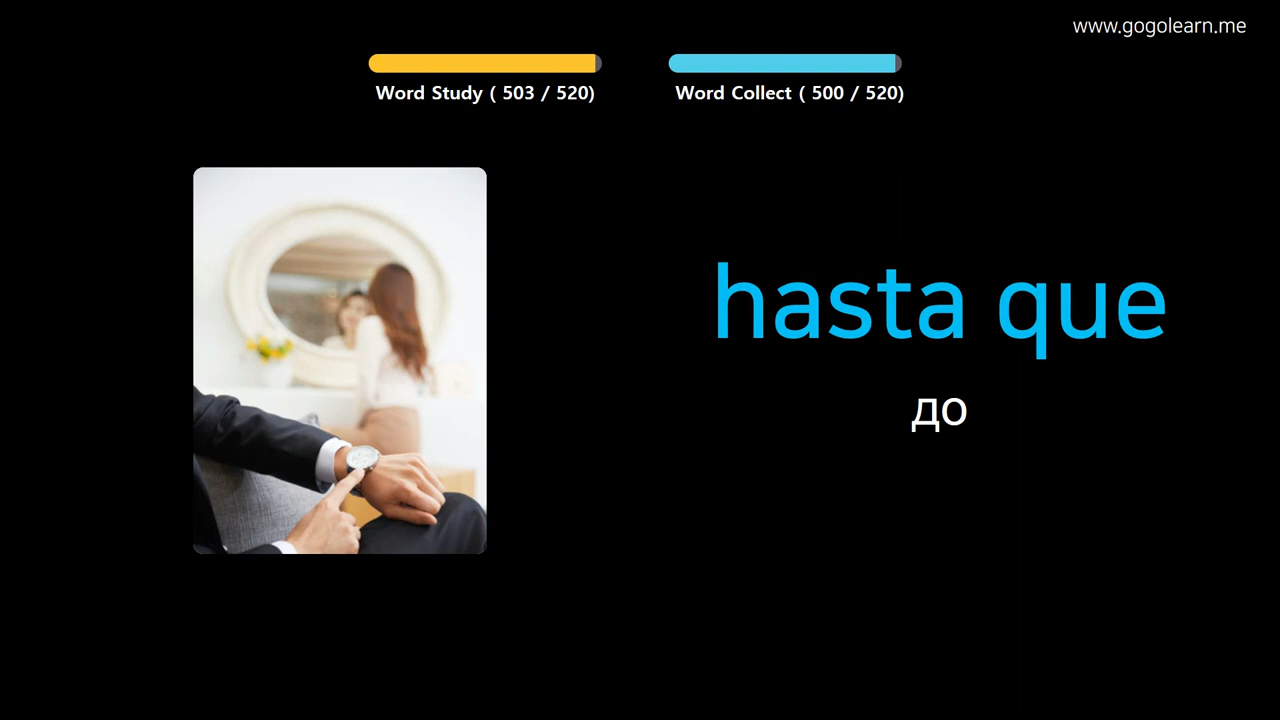 www.gogolearn.me
Word Study ( 503 / 520)
Word Collect ( 500 / 520)
hasta que
до